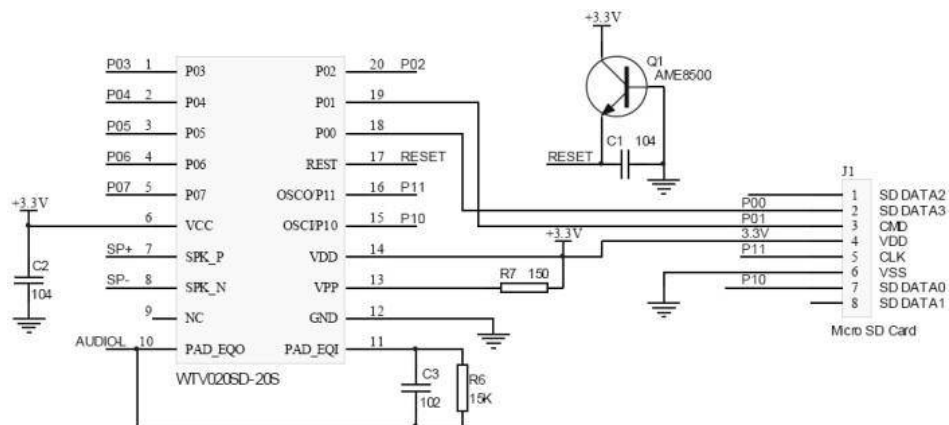 +3.3V
Q1
AME8500
C1 104
RESET
P03 1 P03 P02 20 P02
P04 2 P04 P01 19
P05 3 P05 P00 18
P06 4 P06 REST 17 RESET
P07 5 P07 OSCO/P11 16 P11
+3.3V 6 VCC OSCI/P10 15 P10
SP+ 7 SPK_P VDD 14 +3.3V
SP- 8 SPK_N VPP 13 R7 150
9 NC GND 12
AUDIO-L 10 PAD_EQO PAD_EQI 11
WTV020SD-20S
C2
104
C3
102
R6
15K
J1
1 SD DATA2
P00 2 SD DATA3
P01 3 CMD
3.3V 4 VDD
P11 5 CLK
6 VSS
P10 7 SD DATA0
8 SD DATA1
Micro SD Card